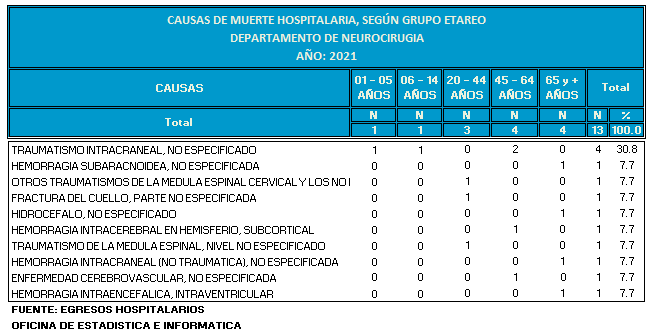 CAUSAS DE MUERTE HOSPITALARIA, SEGÚN GRUPO ETAREO
DEPARTAMENTO DE NEUROCIRUGIA
AÑO: 2021
CAUSAS 01 – 05 AÑOS 06 – 14 AÑOS 20 – 44 AÑOS 45 – 64 AÑOS 65 y + AÑOS Total
N N N N N N %
Total 1 1 3 4 4 13 100.0
TRAUMATISMO INTRACRANEAL, NO ESPECIFICADO 1 1 0 2 0 4 30.8
HEMORRAGIA SUBARACNOIDEA, NO ESPECIFICADA 0 0 0 0 1 1 7.7
OTROS TRAUMATISMOS DE LA MEDULA ESPINAL CERVICAL Y LOS NO 0 0 1 0 0 1 7.7
FRACTURA DEL CUELLO, PARTE NO ESPECIFICADA 0 0 1 0 0 1 7.7
HIDROCEFALO, NO ESPECIFICADO 0 0 0 0 1 1 7.7
HEMORRAGIA INTRACEREBRAL EN HEMISFERIO, SUBCORTICAL 0 0 0 1 0 1 7.7
TRAUMATISMO DE LA MEDULA ESPINAL, NIVEL NO ESPECIFICADO 0 0 1 0 0 1 7.7
HEMORRAGIA INTRACRANEAL (NO TRAUMATICA), NO ESPECIFICADA 0 0 0 0 1 1 7.7
ENFERMEDAD CEREBROVASCULAR, NO ESPECIFICADA 0 0 0 1 0 1 7.7
HEMORRAGIA INTRAENCEFALICA, INTRAVENTRICULAR 0 0 0 0 1 1 7.7
FUENTE: EGRESOS HOSPITALARIOS
OFICINA DE ESTADISTICA E INFORMATICA